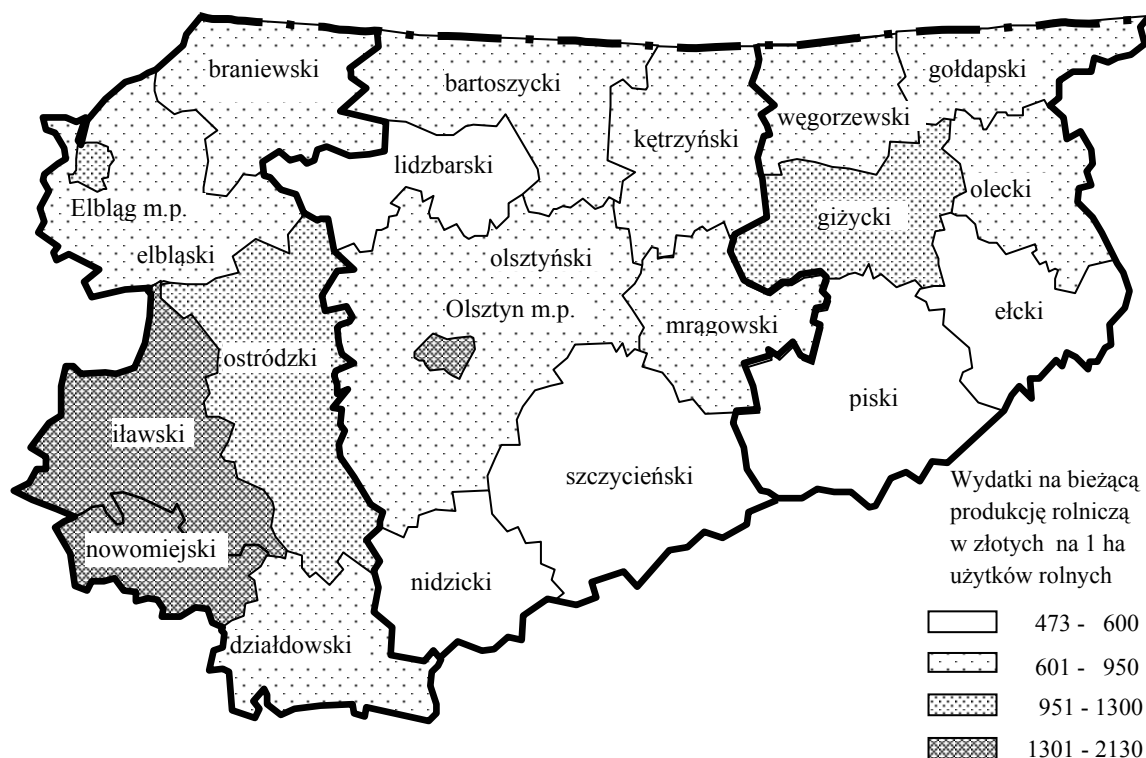 braniewski
bartoszycki
gołdapski
węgorzewski
kętrzyński
lidzbarski
olecki
Elbląg m.p.
giżycki
elbląski
olsztyński
Olsztyn m.p.
ełcki
mrągowski
ostródzki
piski
iławski
szczycieński
nowomiejski
nidzicki
działdowski
Wydatki na bieżącą
produkcję rolniczą
w złotych na 1 ha
użytków rolnych
473 - 600
601 - 950
951 - 1300
1301 - 2130